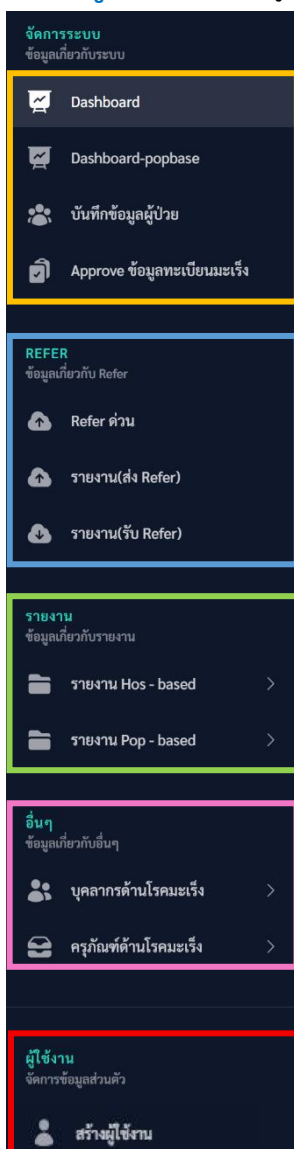 จัดการระบบ
ข้อมูลเกี่ยวกับระบบ
Dashboard
Dashboard-popbase
บันทึกข้อมูลผู้ป่วย
Approve ข้อมูลทะเบียนมะเร็ง
REFER
ข้อมูลเกี่ยวกับ Refer
Refer ด่วน
รายงาน(ส่ง Refer)
รายงาน(รับ Refer)
รายงาน
ข้อมูลเกี่ยวกับรายงาน
รายงาน Hos - based
รายงาน Pop - based
อื่นๆ
ข้อมูลเกี่ยวกับอื่นๆ
บุคลากรด้านโรคมะเร็ง
ครุภัณฑ์ด้านโรคมะเร็ง
ผู้ใช้งาน
จัดการข้อมูลส่วนตัว
สร้างผู้ใช้งาน